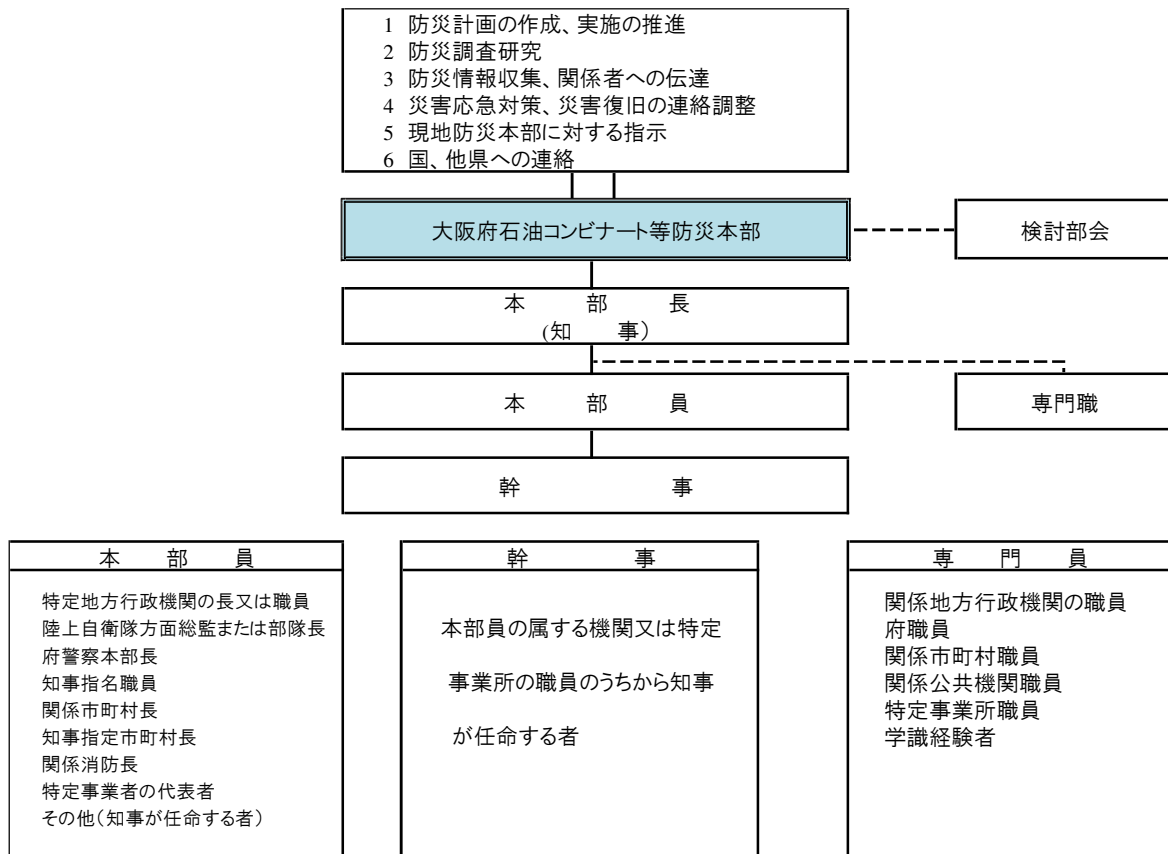 1 防災計画の作成、実施の推進
2 防災調査研究
3 防災情報収集、関係者への伝達
4 災害応急対策、災害復旧の連絡調整
5 現地防災本部に対する指示
6 国、他県への連絡
大阪府石油コンビナート等防災本部
検討部会
本 部 長
(知 事)
本 部 員
専門職
幹 事
本 部 員
特定地方行政機関の長又は職員
陸上自衛隊方面総監または部隊長
府警察本部長
知事指名職員
関係市町村長
知事指定市町村長
関係消防長
特定事業者の代表者
その他(知事が任命する者)
幹 事
本部員の属する機関又は特定
事業所の職員のうちから知事
が任命する者
専 門 員
関係地方行政機関の職員
府職員
関係市町村職員
関係公共機関職員
特定事業所職員
学識経験者